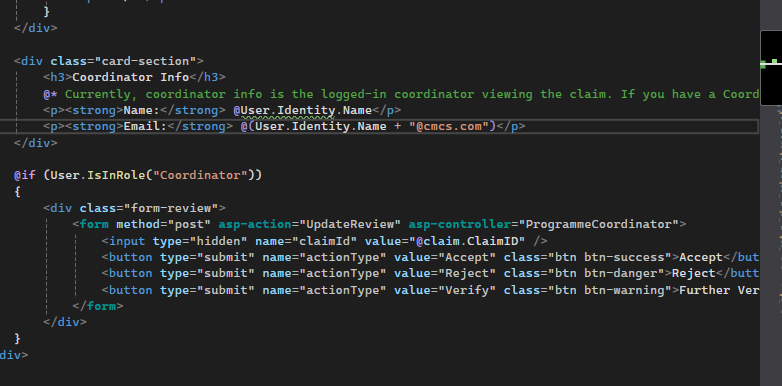 }
</div>
<div class="card-section">
<h3>Coordinator Info</h3>
@* Currently, coordinator info is the logged-in coordinator viewing the claim. If you have a Coord
<p><strong>Name:</strong> @User.Identity.Name</p>
<p><strong>Email:</strong> @(User.Identity.Name + "@cmcs.com")</p>
</div>
@if (User.IsInRole("Coordinator"))
{
<div class="form-review">
<form method="post" asp-action="UpdateReview" asp-controller="ProgrammeCoordinator">
<input type="hidden" name="claimId" value="@claim.ClaimID" />
<button type="submit" name="actionType" value="Accept" class="btn btn-success">Accept</but
<button type="submit" name="actionType" value="Reject" class="btn btn-danger">Reject</butt
<button type="submit" name="actionType" value="Verify" class="btn btn-warning">Further Ver
</form>
</div>
}
div>